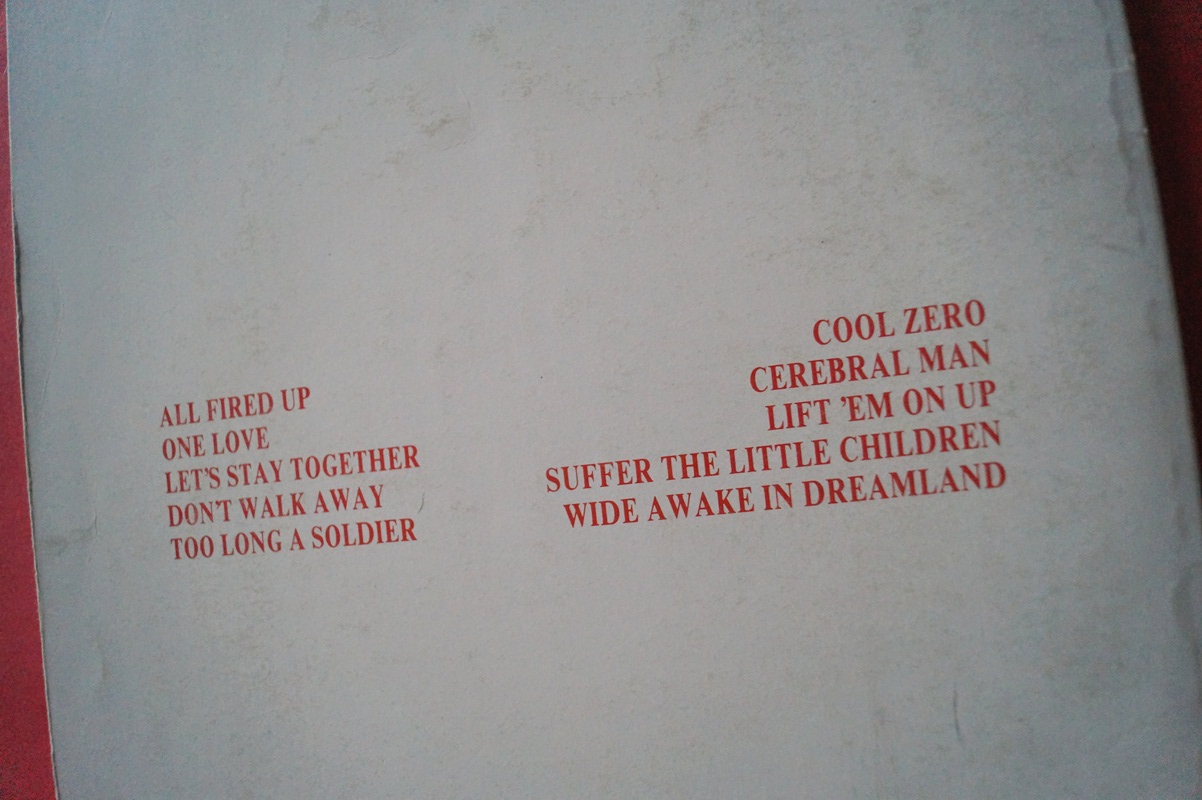 ALL FIRED UP
ONE LOVE
LET'S STAY TOGETHER
DON'T WALK AWAY
TOO LONG A SOLDIER
COOL ZERO
CEREBRAL MAN
LIFT 'EM ON UP
SUFFER THE LITTLE CHILDREN
WIDE AWAKE IN DREAMLAND